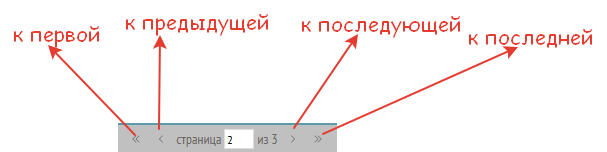 к первой
к предыдущей
к последующей
к последней
« ‹ страница 2 из 3 › »